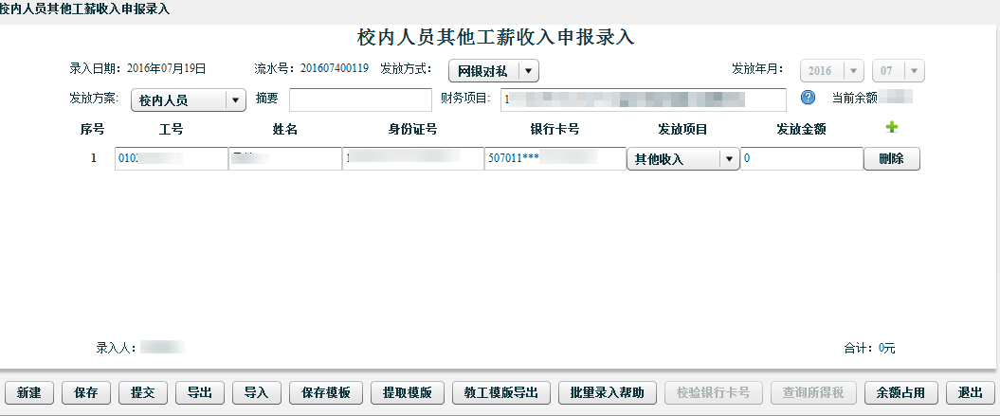 校内人员其他工薪收入申报录入
校内人员其他工薪收入申报录入
录入日期：2016年07月19日 流水号：201607400119 发放方式： 网银对私 发放年月： 2016 07
发放方案： 校内人员 摘要 财务项目： 1 当前余额
序号 工号 姓名 身份证号 银行卡号 发放项目 发放金额
1 010 1 507011*** 其他收入 0 删除
录入人： 合计：0元
新建 保存 提交 导出 导入 保存模板 提取模版 教工模版导出 批量录入帮助 校验银行卡号 查询所得税 余额占用 退出